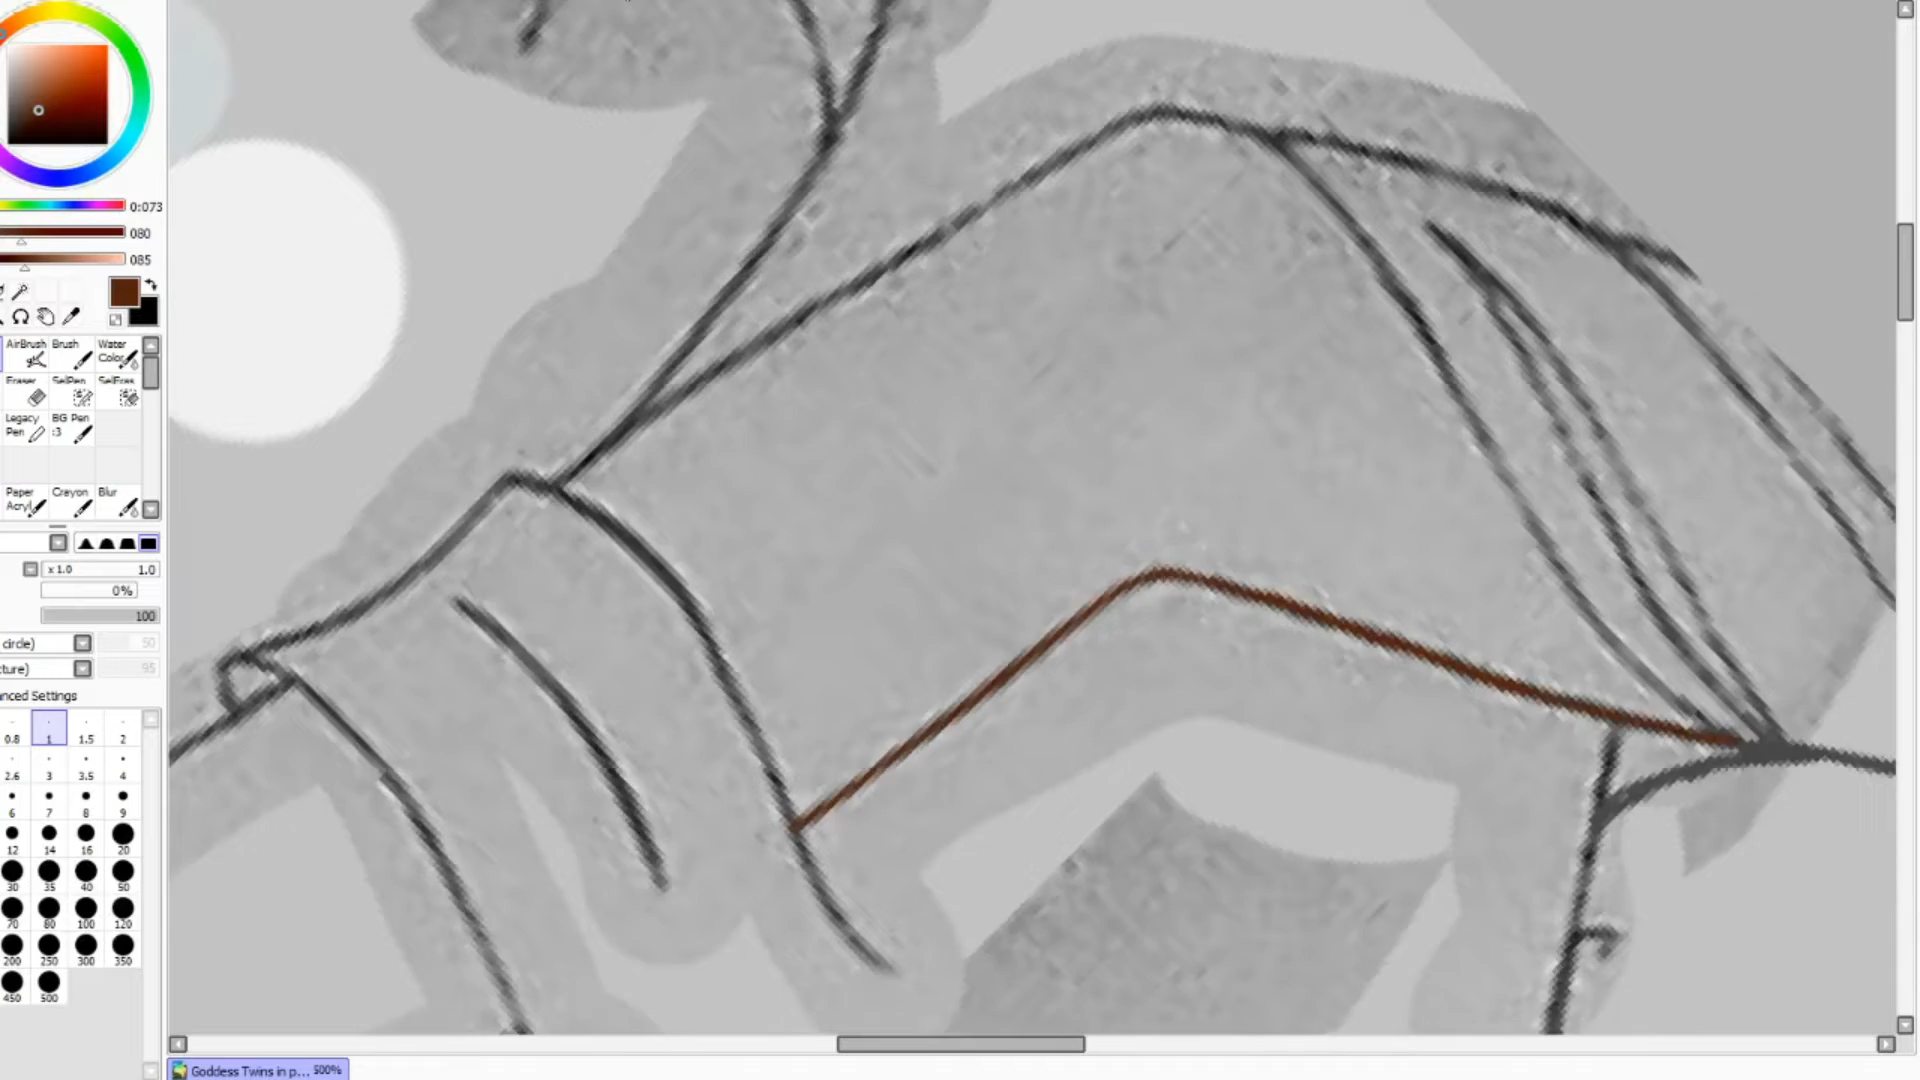 0:073
080
085
AirBrush Brush Water Color
Eraser SelPen SelEras
Legacy Pen BG Pen :3
Paper Acryl Crayon Blur
x 1.0 1.0
0%
100
circle) 50
ture) 95
nced Settings
0.8 1 1.5 2
2.6 3 3.5 4
6 7 8 9
12 14 16 20
30 35 40 50
70 80 100 120
200 250 300 350
450 500
Goddess Twins in p... 500%